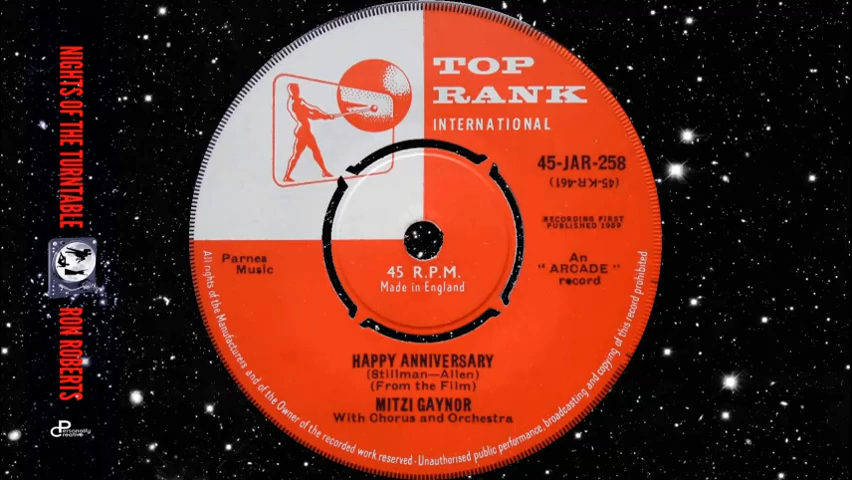 NIGHTS OF THE TURNTABLE
RON ROBERTS
Personally
Creative
TOP
RANK
INTERNATIONAL
45-JAR-258
(45-K-R-461)
RECORDING FIRST
PUBLISHED 1959
An
"ARCADE"
record
Parnes
Music
45 R.P.M.
Made in England
HAPPY ANNIVERSARY
(Stillman—Allen)
(From the Film)
MITZI GAYNOR
With Chorus and Orchestra
All rights of the Manufacturers and of the Owner of the recorded work reserved - Unauthorised public performance, broadcasting and copying of this record prohibited